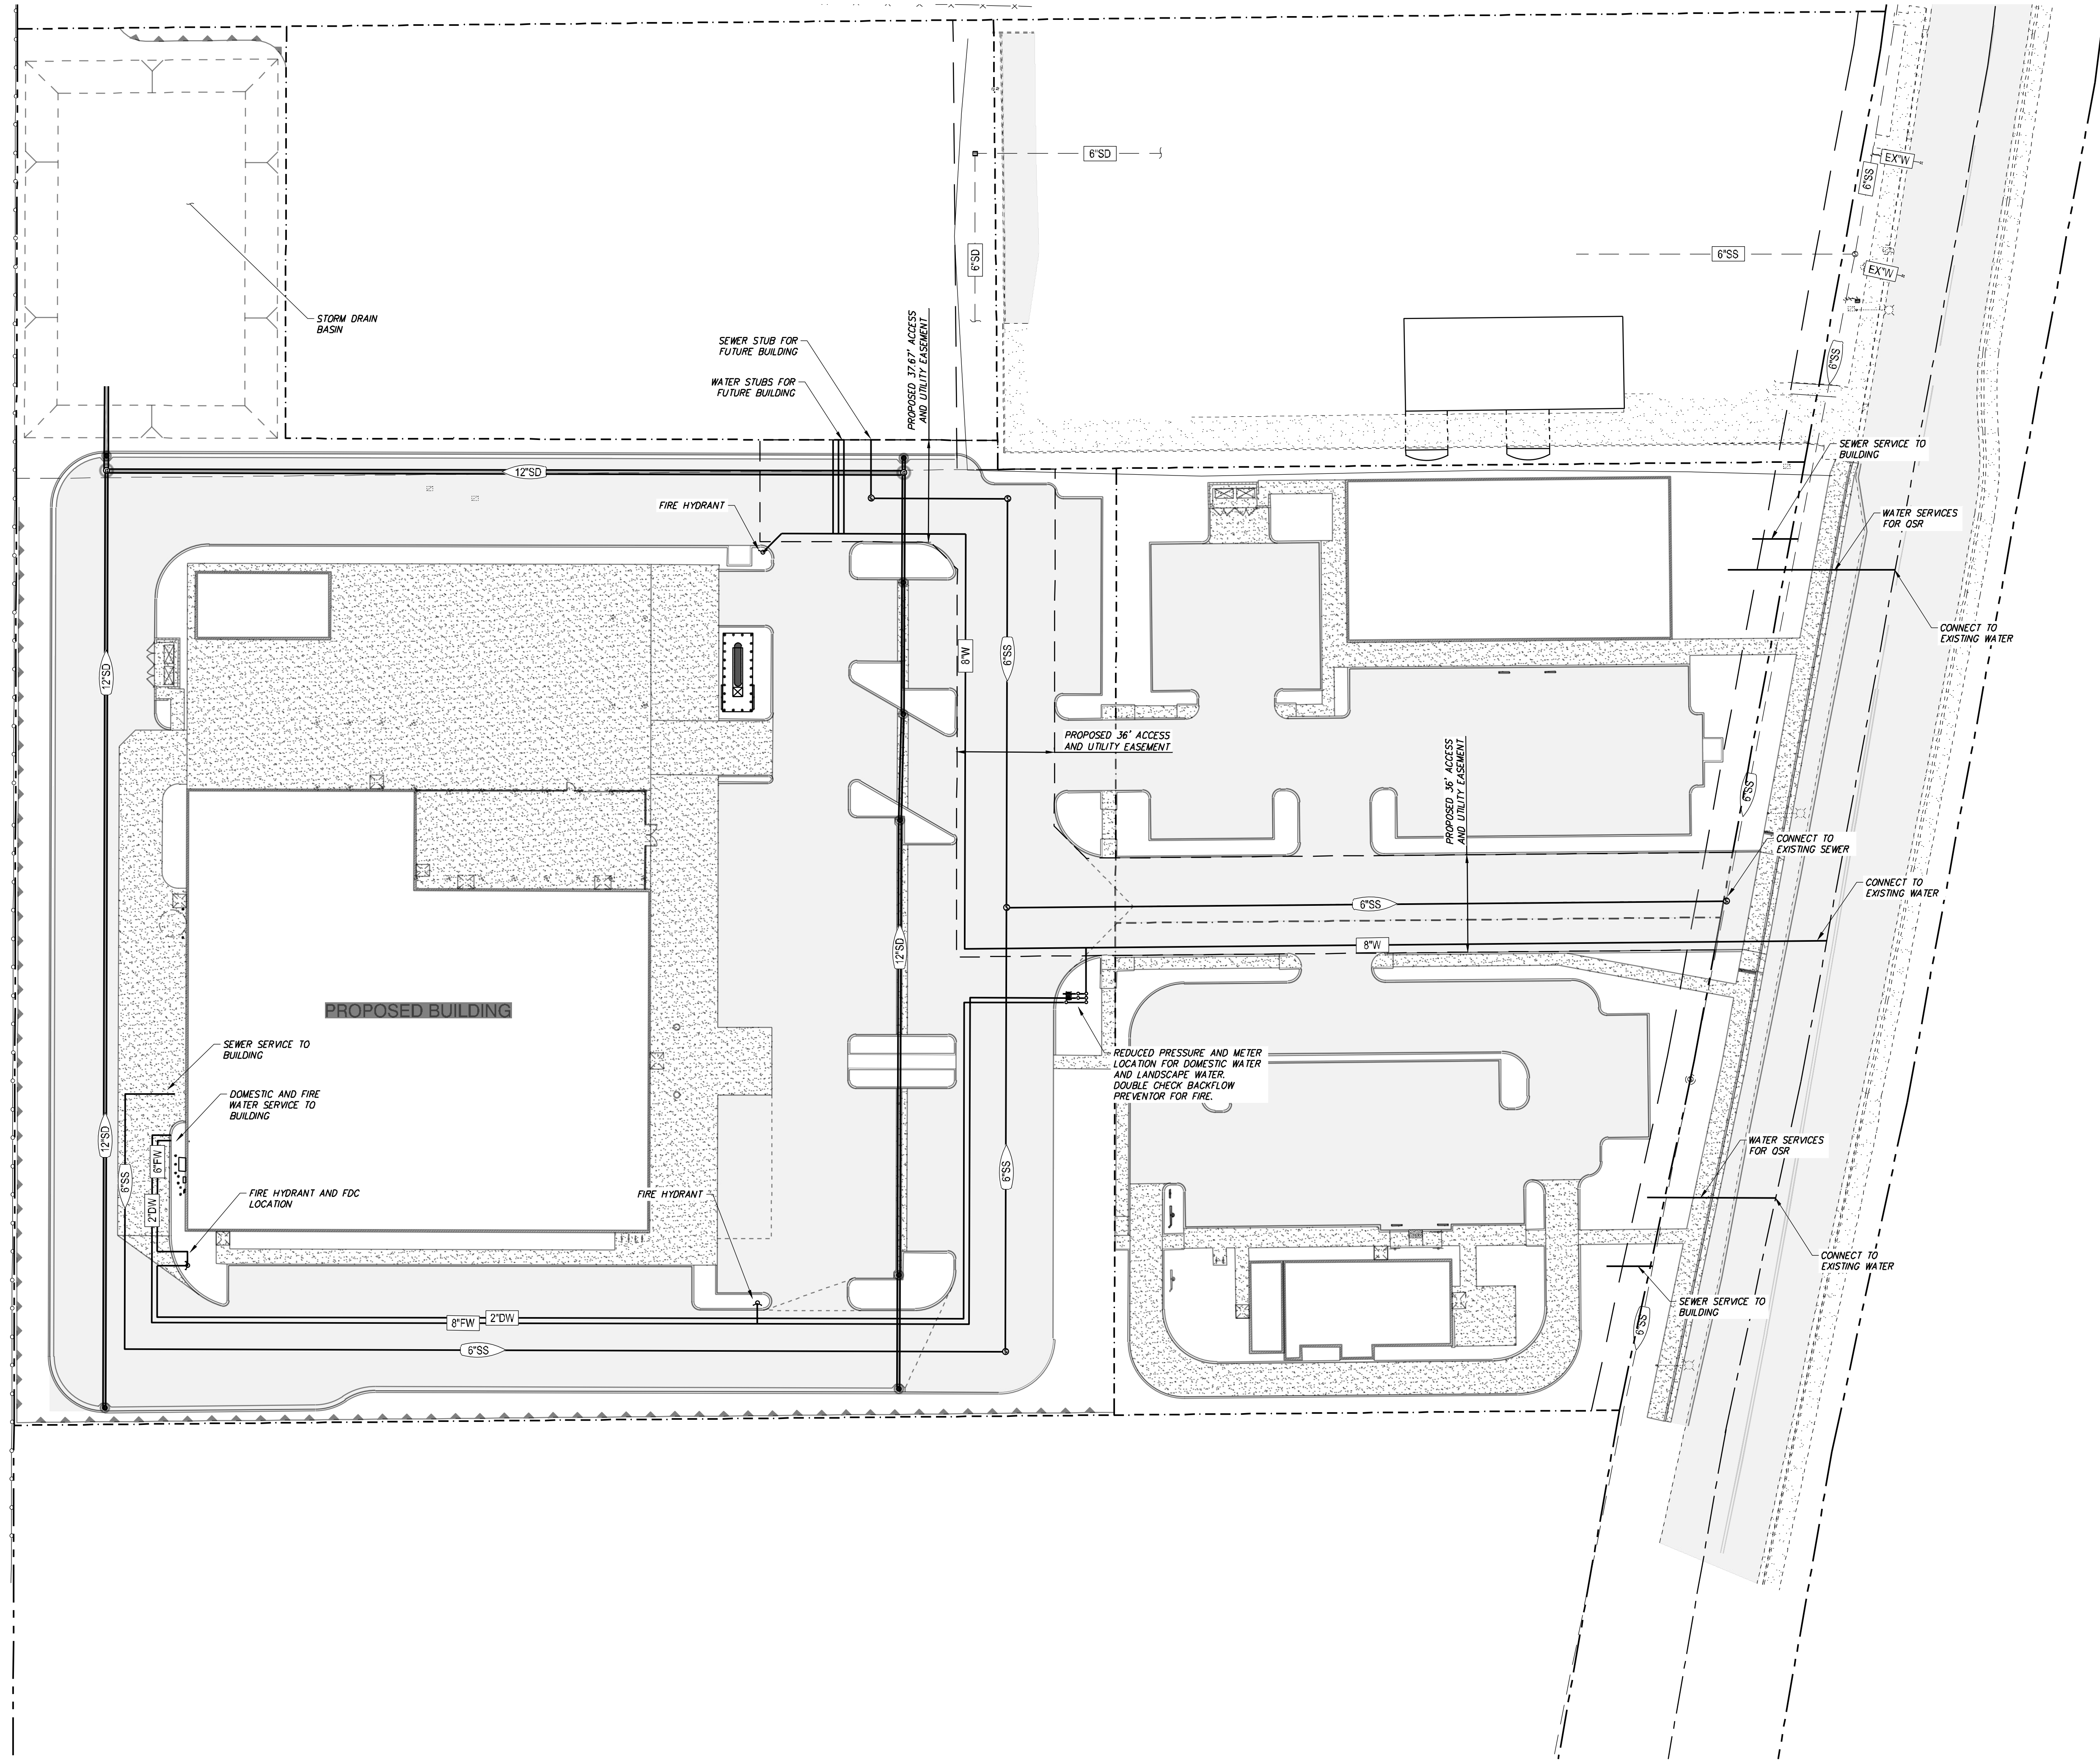 6"SD
EX"W
6"SS
6"SD
6"SS
EX"W
STORM DRAIN
BASIN
SEWER STUB FOR
FUTURE BUILDING
WATER STUBS FOR
FUTURE BUILDING
PROPOSED 37.67' ACCESS
AND UTILITY EASEMENT
6"SS
SEWER SERVICE TO
BUILDING
12"SD
FIRE HYDRANT
WATER SERVICES
FOR QSR
CONNECT TO
EXISTING WATER
12"SD
8"W
6"SS
PROPOSED 36' ACCESS
AND UTILITY EASEMENT
PROPOSED 36' ACCESS
AND UTILITY EASEMENT
6"SS
CONNECT TO
EXISTING SEWER
CONNECT TO
EXISTING WATER
6"SS
12"SD
8"W
PROPOSED BUILDING
SEWER SERVICE TO
BUILDING
DOMESTIC AND FIRE
WATER SERVICE TO
BUILDING
REDUCED PRESSURE AND METER
LOCATION FOR DOMESTIC WATER
AND LANDSCAPE WATER.
DOUBLE CHECK BACKFLOW
PREVENTOR FOR FIRE.
12"SD
6"SS
6"FW
2"DW
6"SS
WATER SERVICES
FOR QSR
FIRE HYDRANT AND FDC
LOCATION
FIRE HYDRANT
CONNECT TO
EXISTING WATER
SEWER SERVICE TO
BUILDING
6"SS
8"FW
2"DW
6"SS